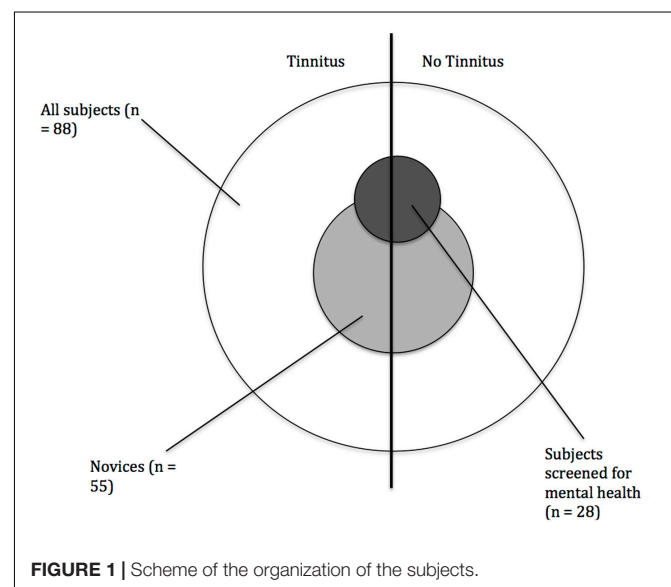 Tinnitus
No Tinnitus
All subjects (n
= 88)
Novices (n =
55)
Subjects
screened for
mental health
(n = 28)
FIGURE 1 | Scheme of the organization of the subjects.